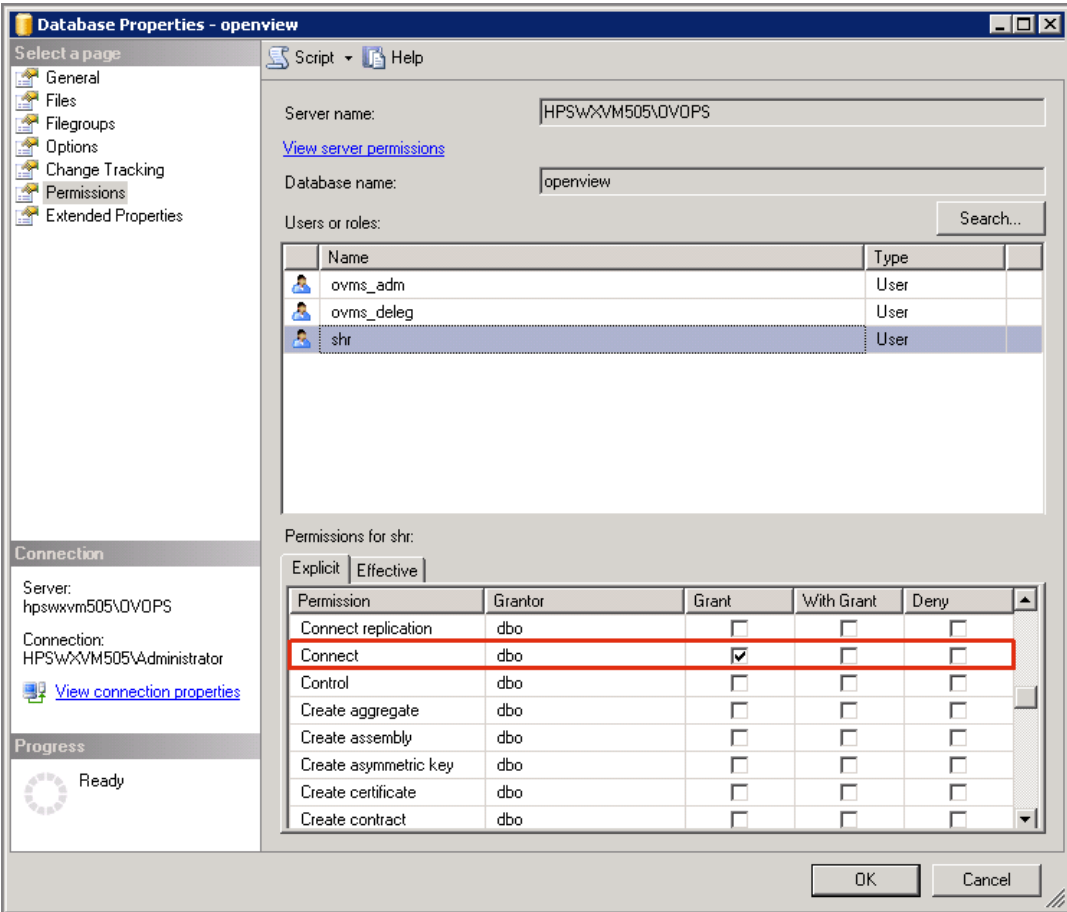 Database Properties - openview
Select a page
General
Files
Filegroups
Options
Change Tracking
Permissions
Extended Properties
Script Help
Server name: HPSWXVM505\OVOPS
View server permissions
Database name: openview
Users or roles: Search...
Name Type
ovms_adm User
ovms_deleg User
shr User
Permissions for shr:
Explicit Effective
Permission Grantor Grant With Grant Deny
Connect replication dbo
Connect dbo
Control dbo
Create aggregate dbo
Create assembly dbo
Create asymmetric key dbo
Create certificate dbo
Create contract dbo
Connection
Server:
hpswxvm505\OVOPS
Connection:
HPSWXVM505\Administrator
View connection properties
Progress
Ready
OK Cancel